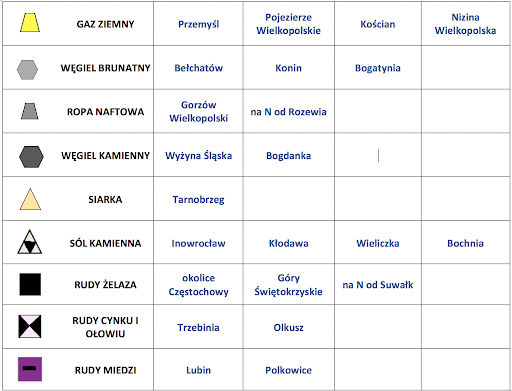 GAZ ZIEMNY Przemyśl Pojezierze Wielkopolskie Kościan Nizina Wielkopolska
WĘGIEL BRUNATNY Bełchatów Konin Bogatynia
ROPA NAFTOWA Gorzów Wielkopolski na N od Rozewia
WĘGIEL KAMIENNY Wyżyna Śląska Bogdanka
SIARKA Tarnobrzeg
SÓL KAMIENNA Inowrocław Kłodawa Wieliczka Bochnia
RUDY ŻELAZA okolice Częstochowy Góry Świętokrzyskie na N od Suwałk
RUDY CYNKU I OŁOWIU Trzebinia Olkusz
RUDY MIEDZI Lubin Polkowice